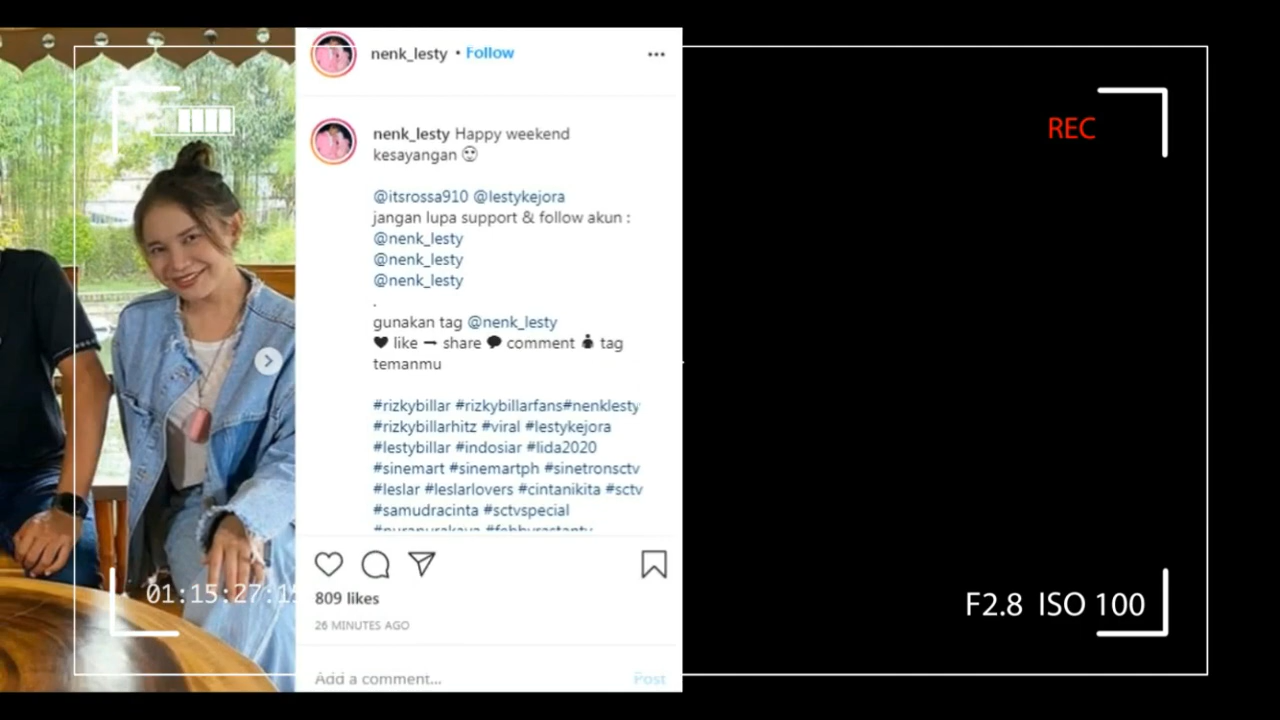 nenk_lesty • Follow
nenk_lesty Happy weekend
kesayangan
@itsrossa910 @lestykejora
jangan lupa support & follow akun :
@nenk_lesty
@nenk_lesty
@nenk_lesty
.
gunakan tag @nenk_lesty
like share comment tag
temanmu
#rizkybillar #rizkybillarfans#nenklesty
#rizkybillarhitz #viral #lestykejora
#lestybillar #indosiar #lida2020
#sinemart #sinemartph #sinetronsctv
#leslar #leslarlovers #cintanikita #sctv
#samudracinta #sctvspecial
809 likes
26 MINUTES AGO
Add a comment... Post
REC
01:15:27:1
F2.8 ISO 100